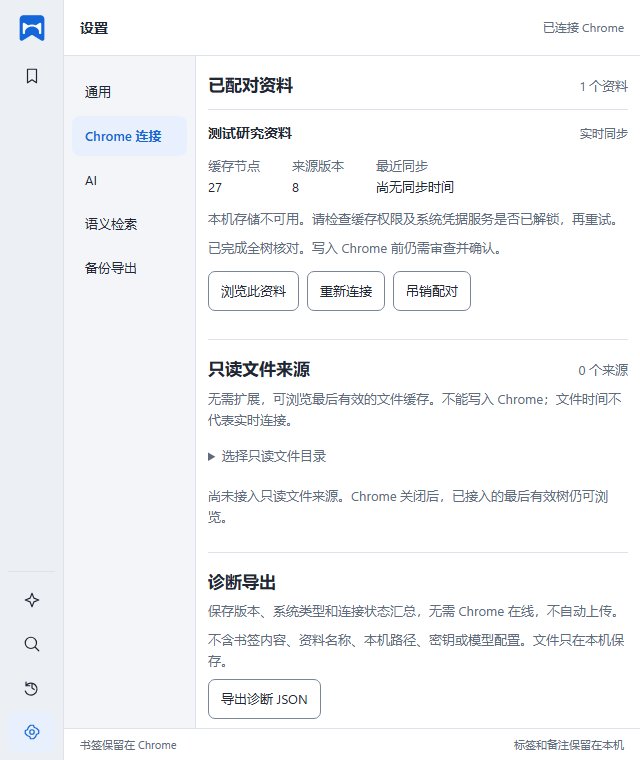 设置
已连接 Chrome
通用
Chrome 连接
AI
语义检索
备份导出
已配对资料
1 个资料
测试研究资料
实时同步
缓存节点
来源版本
最近同步
27
8
尚无同步时间
本机存储不可用。请检查缓存权限及系统凭据服务是否已解锁，再重试。
已完成全树核对。写入 Chrome 前仍需审查并确认。
浏览此资料
重新连接
吊销配对
只读文件来源
0 个来源
无需扩展，可浏览最后有效的文件缓存。不能写入 Chrome；文件时间不
代表实时连接。
选择只读文件目录
尚未接入只读文件来源。Chrome 关闭后，已接入的最后有效树仍可浏
览。
诊断导出
保存版本、系统类型和连接状态汇总，无需 Chrome 在线，不自动上传。
不含书签内容、资料名称、本机路径、密钥或模型配置。文件只在本机保
存。
导出诊断 JSON
书签保留在 Chrome
标签和备注保留在本机